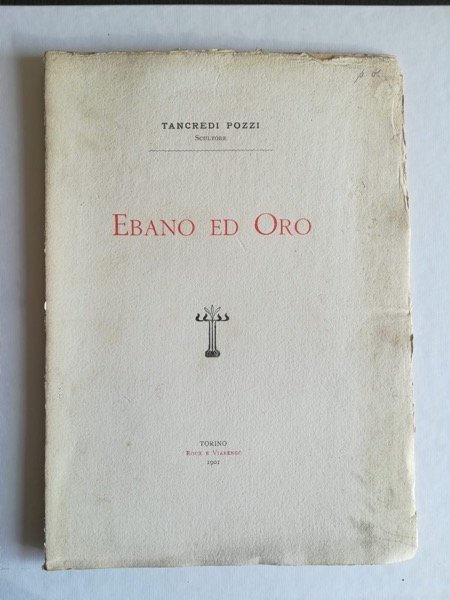 TANCREDI POZZI
SCULTORE
EBANO ED ORO
TORINO
ROUX E VIARENGO
1901